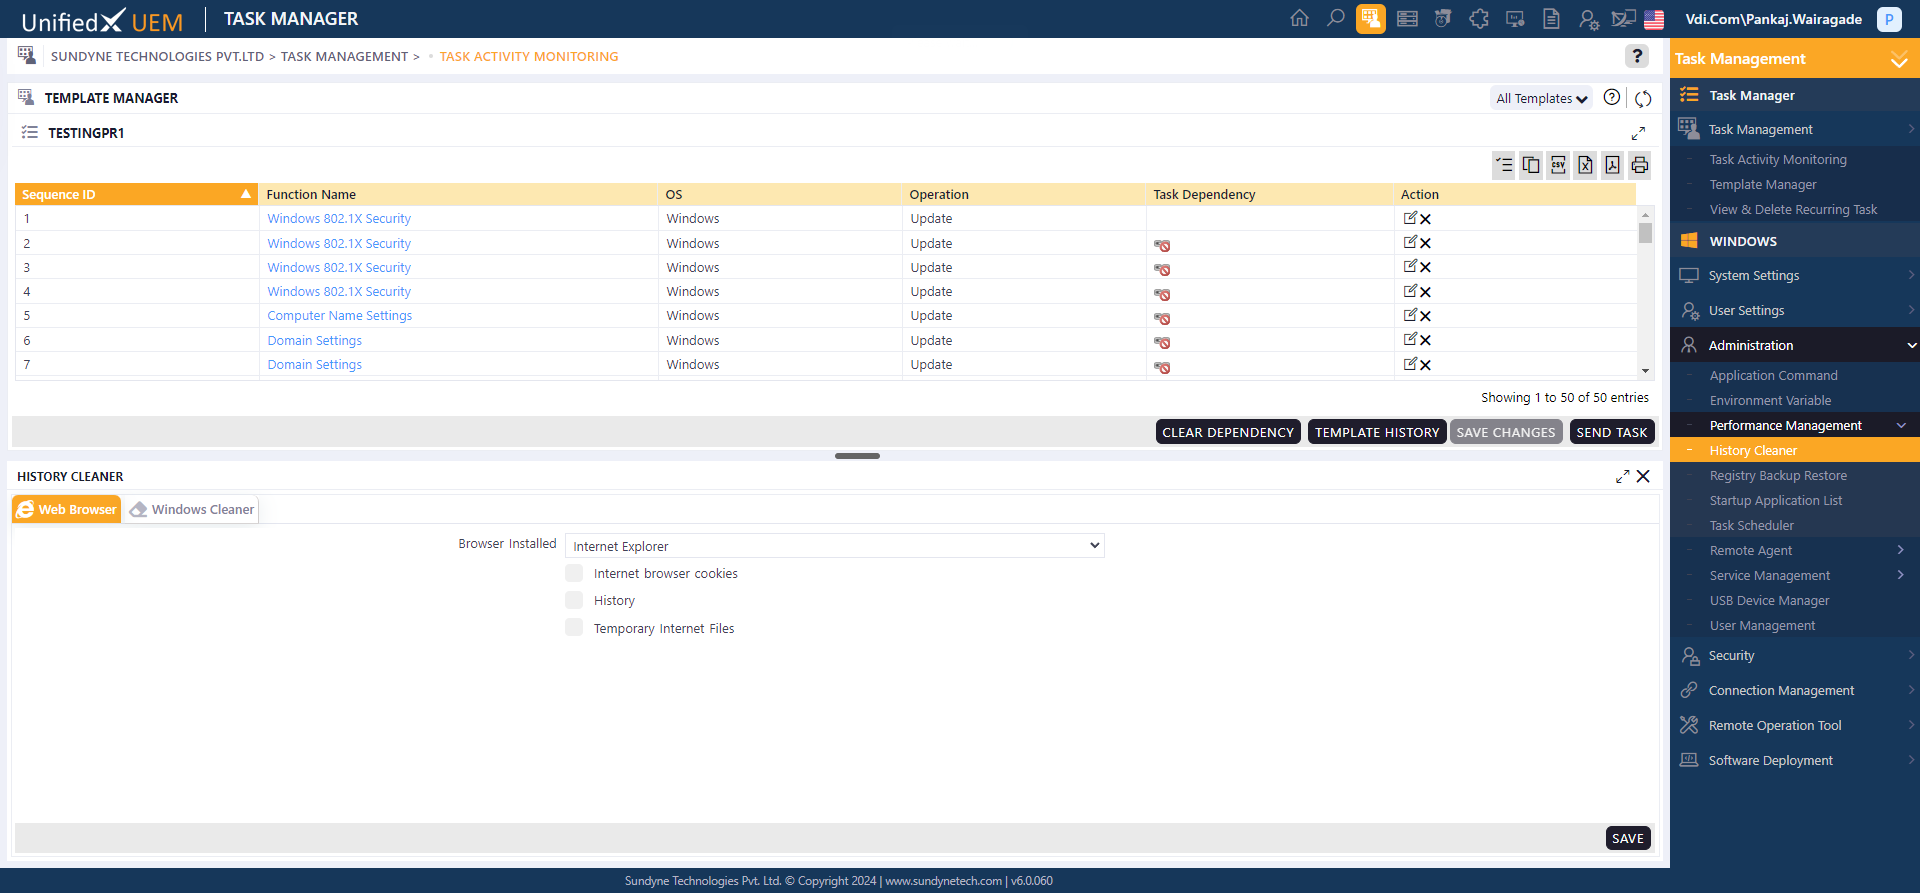 UnifiedX UEM
TASK MANAGER
Vdi.Com\Pankaj.Wairagade
P
SUNDYNE TECHNOLOGIES PVT.LTD > TASK MANAGEMENT > • TASK ACTIVITY MONITORING
?
TEMPLATE MANAGER
All Templates
?
TESTINGPR1
CSV
Sequence ID Function Name OS Operation Task Dependency Action
1 Windows 802.1X Security Windows Update
2 Windows 802.1X Security Windows Update
3 Windows 802.1X Security Windows Update
4 Windows 802.1X Security Windows Update
5 Computer Name Settings Windows Update
6 Domain Settings Windows Update
7 Domain Settings Windows Update
Showing 1 to 50 of 50 entries
CLEAR DEPENDENCY TEMPLATE HISTORY SAVE CHANGES SEND TASK
HISTORY CLEANER
Web Browser Windows Cleaner
Browser Installed Internet Explorer
Internet browser cookies
History
Temporary Internet Files
SAVE
Task Management
Task Manager
Task Management
Task Activity Monitoring
Template Manager
View & Delete Recurring Task
WINDOWS
System Settings
User Settings
Administration
Application Command
Environment Variable
Performance Management
History Cleaner
Registry Backup Restore
Startup Application List
Task Scheduler
Remote Agent
Service Management
USB Device Manager
User Management
Security
Connection Management
Remote Operation Tool
Software Deployment
Sundyne Technologies Pvt. Ltd. © Copyright 2024 | www.sundynetech.com | v6.0.060